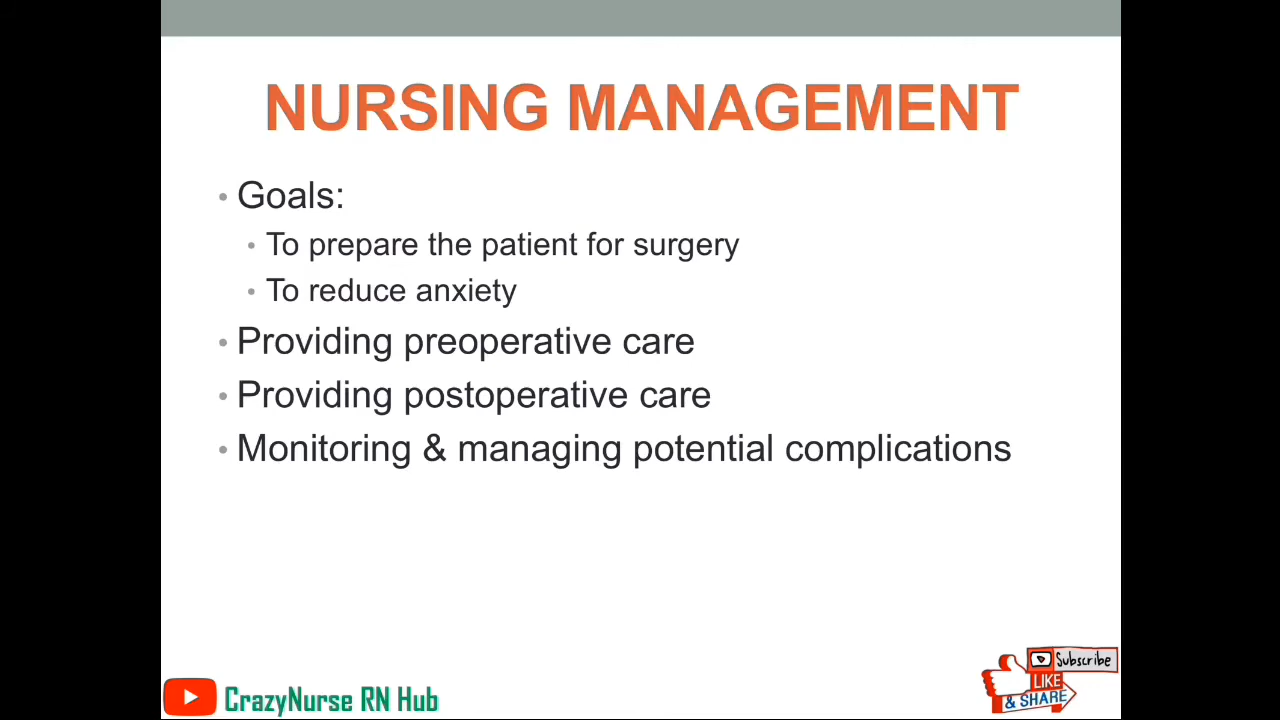 NURSING MANAGEMENT
• Goals:
• To prepare the patient for surgery
• To reduce anxiety
• Providing preoperative care
• Providing postoperative care
• Monitoring & managing potential complications
CrazyNurse RN Hub
Subscribe
LIKE
& SHARE